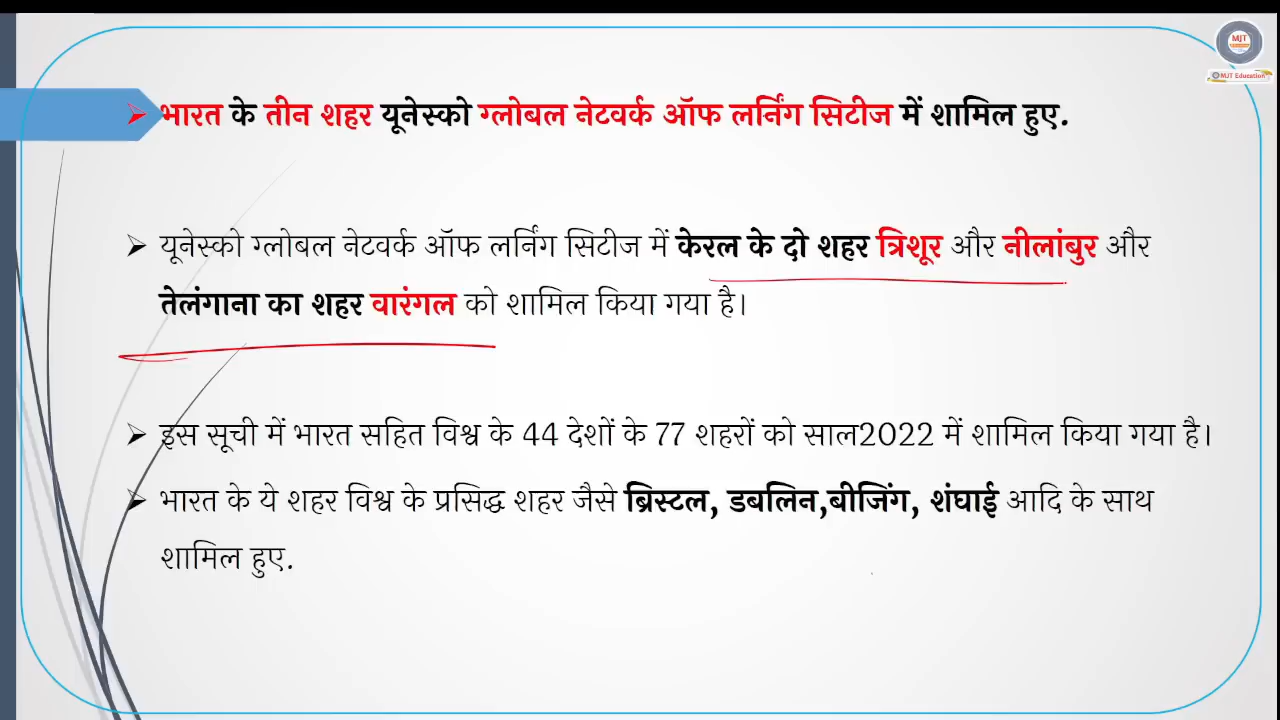 MJT
MJT Education
➢ भारत के तीन शहर यूनेस्को ग्लोबल नेटवर्क ऑफ लर्निंग सिटीज में शामिल हुए.
➢ यूनेस्को ग्लोबल नेटवर्क ऑफ लर्निंग सिटीज में केरल के दो शहर त्रिशूर और नीलांबुर और
तेलंगाना का शहर वारंगल को शामिल किया गया है।
➢ इस सूची में भारत सहित विश्व के 44 देशों के 77 शहरों को साल2022 में शामिल किया गया है।
➢ भारत के ये शहर विश्व के प्रसिद्ध शहर जैसे ब्रिस्टल, डबलिन,बीजिंग, शंघाई आदि के साथ
शामिल हुए.